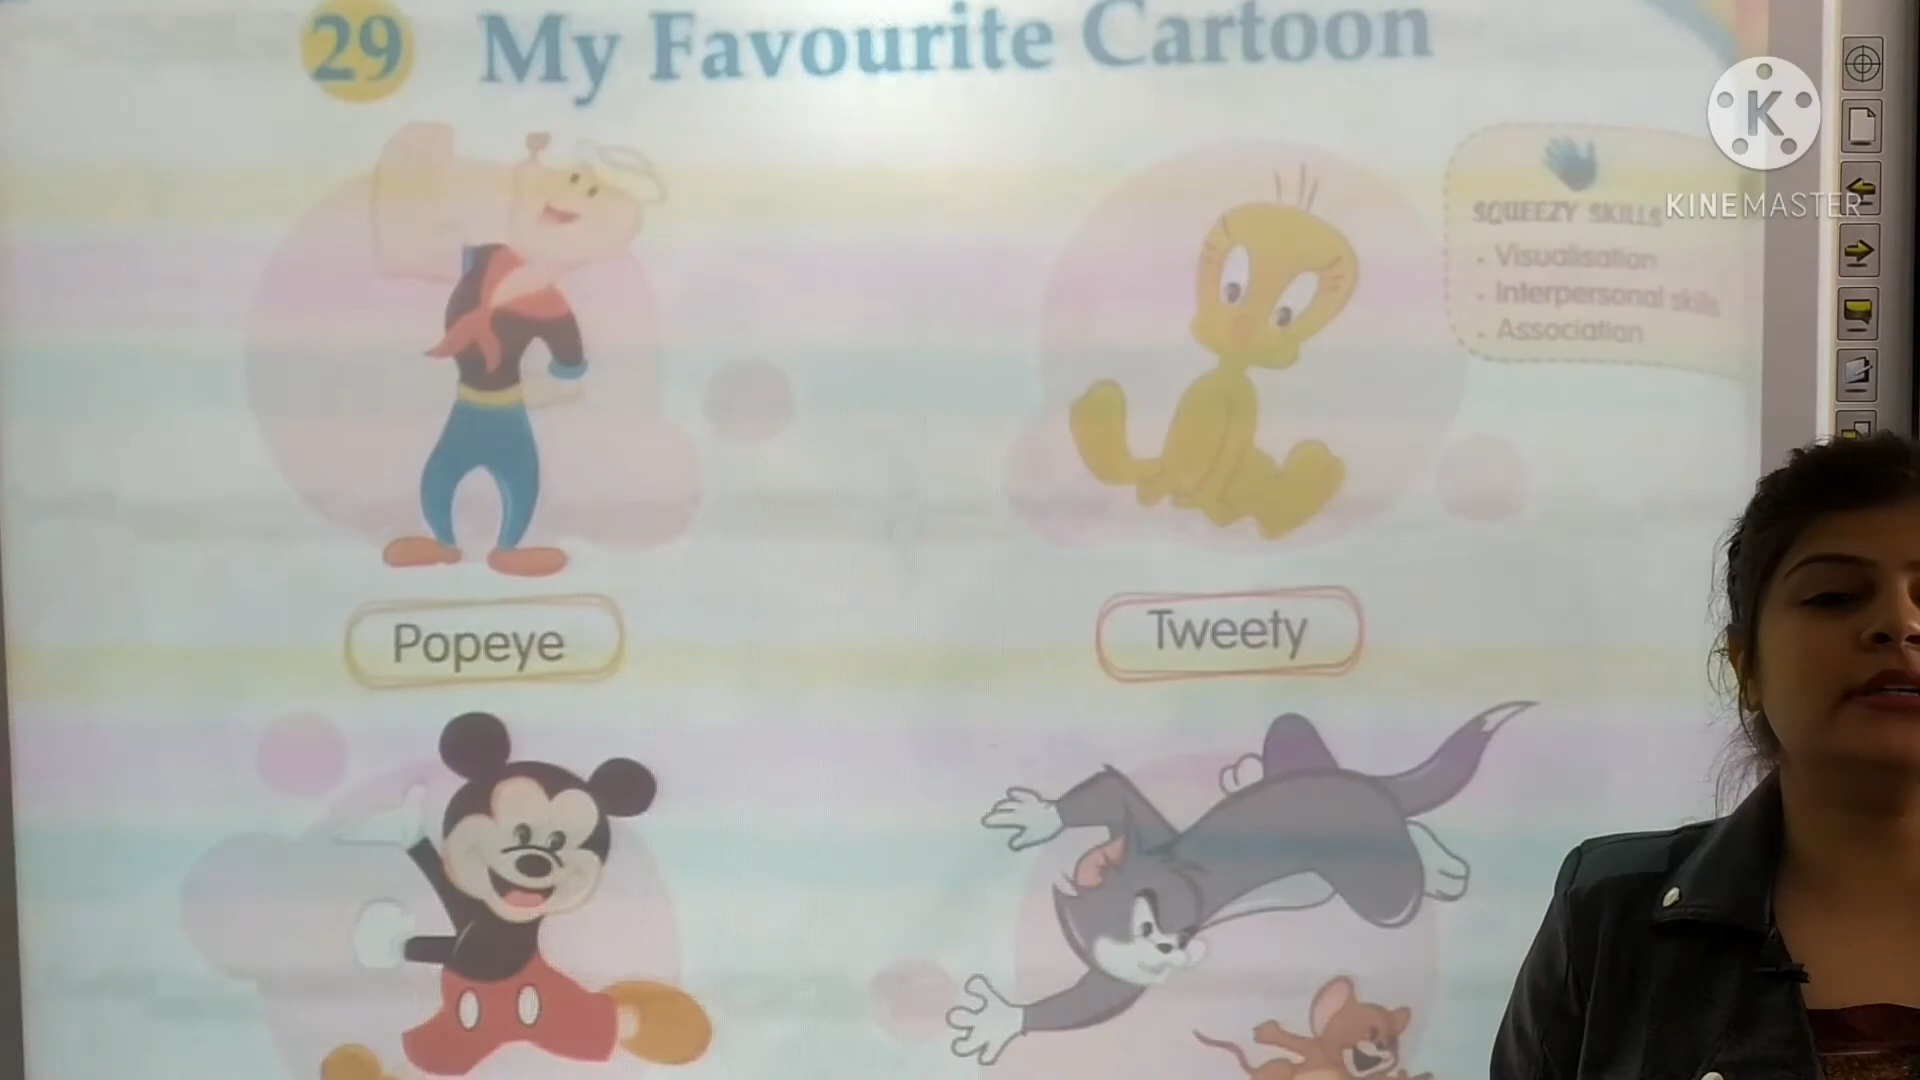 29 My Favourite Cartoon
K
KINEMASTER
SQUEEZY SKILLS
• Visualisation
• Interpersonal skills
• Association
Popeye
Tweety